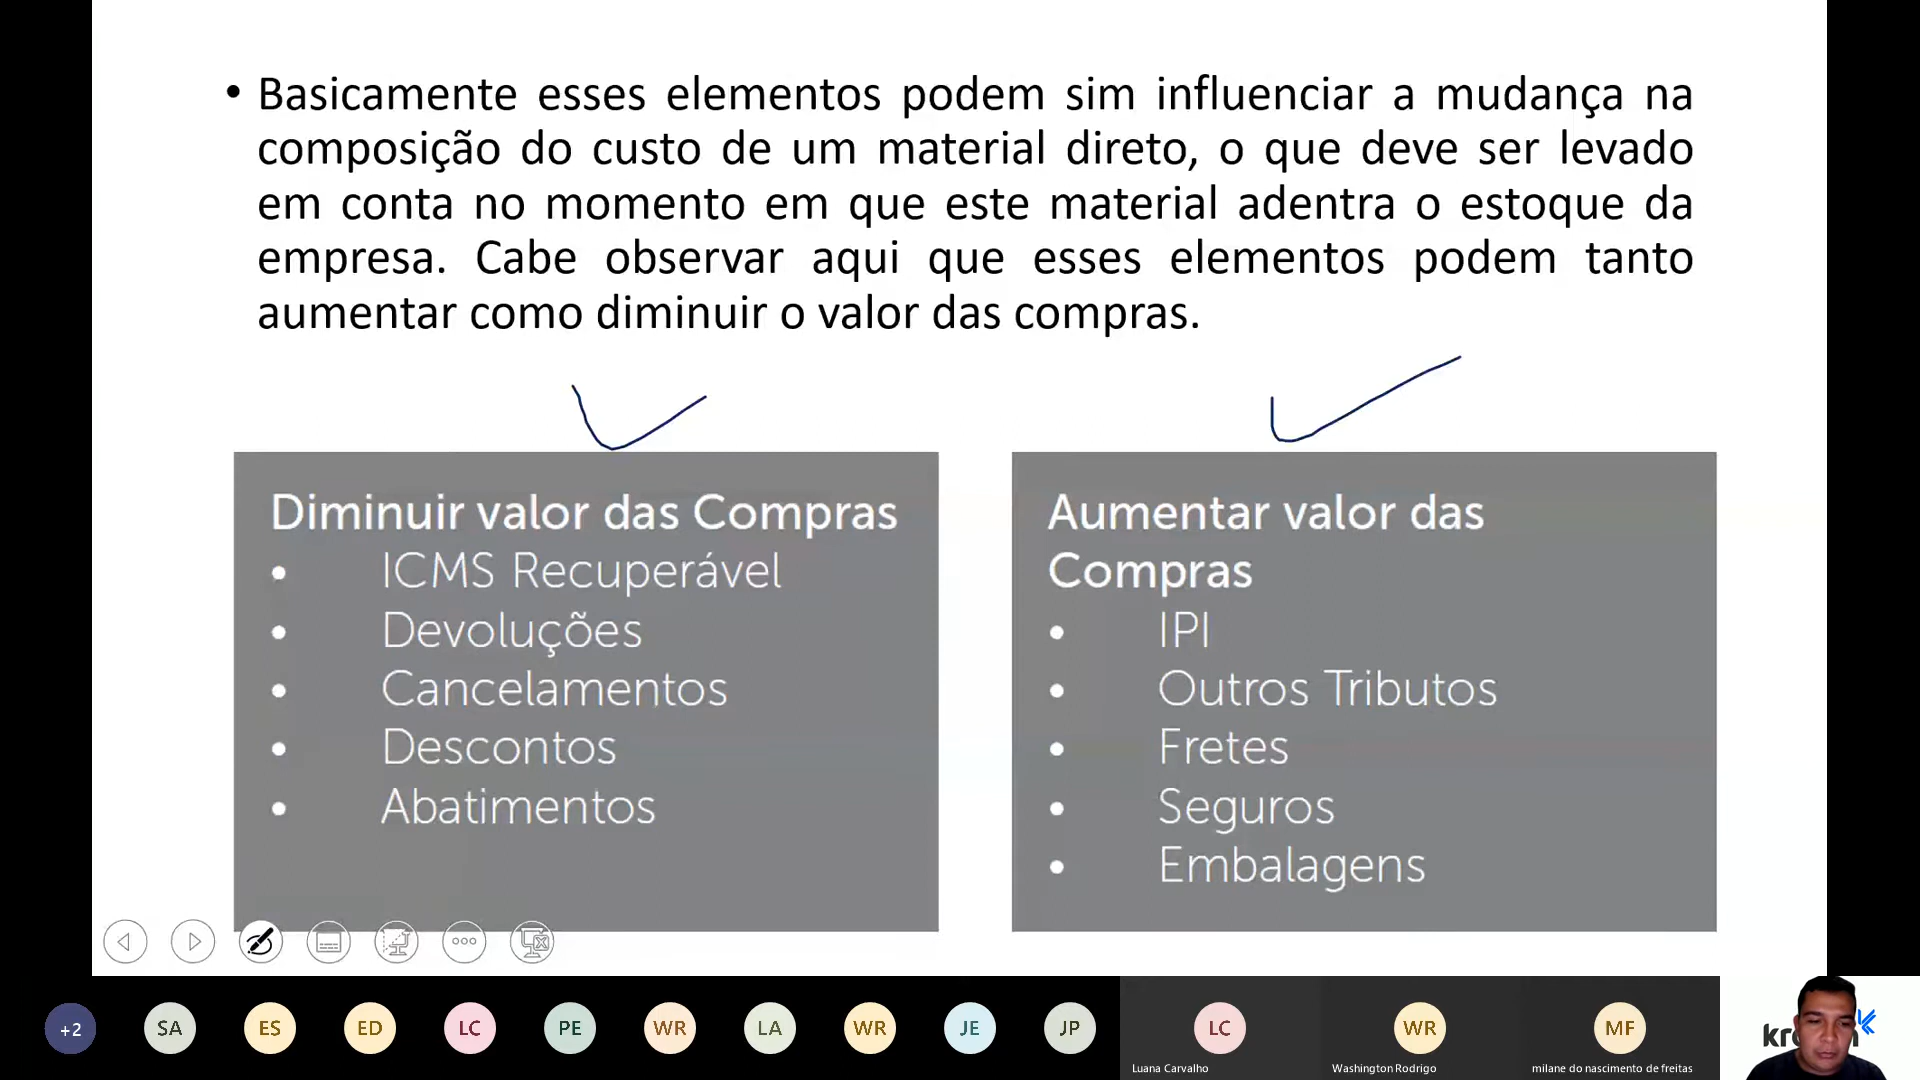 • Basicamente esses elementos podem sim influenciar a mudança na
composição do custo de um material direto, o que deve ser levado
em conta no momento em que este material adentra o estoque da
empresa. Cabe observar aqui que esses elementos podem tanto
aumentar como diminuir o valor das compras.
Diminuir valor das Compras
• ICMS Recuperável
• Devoluções
• Cancelamentos
• Descontos
• Abatimentos
Aumentar valor das
Compras
• IPI
• Outros Tributos
• Fretes
• Seguros
• Embalagens
+2
SA
ES
ED
LC
PE
WR
LA
WR
JE
JP
LC
Luana Carvalho
WR
Washington Rodrigo
MF
milane do nascimento de freitas